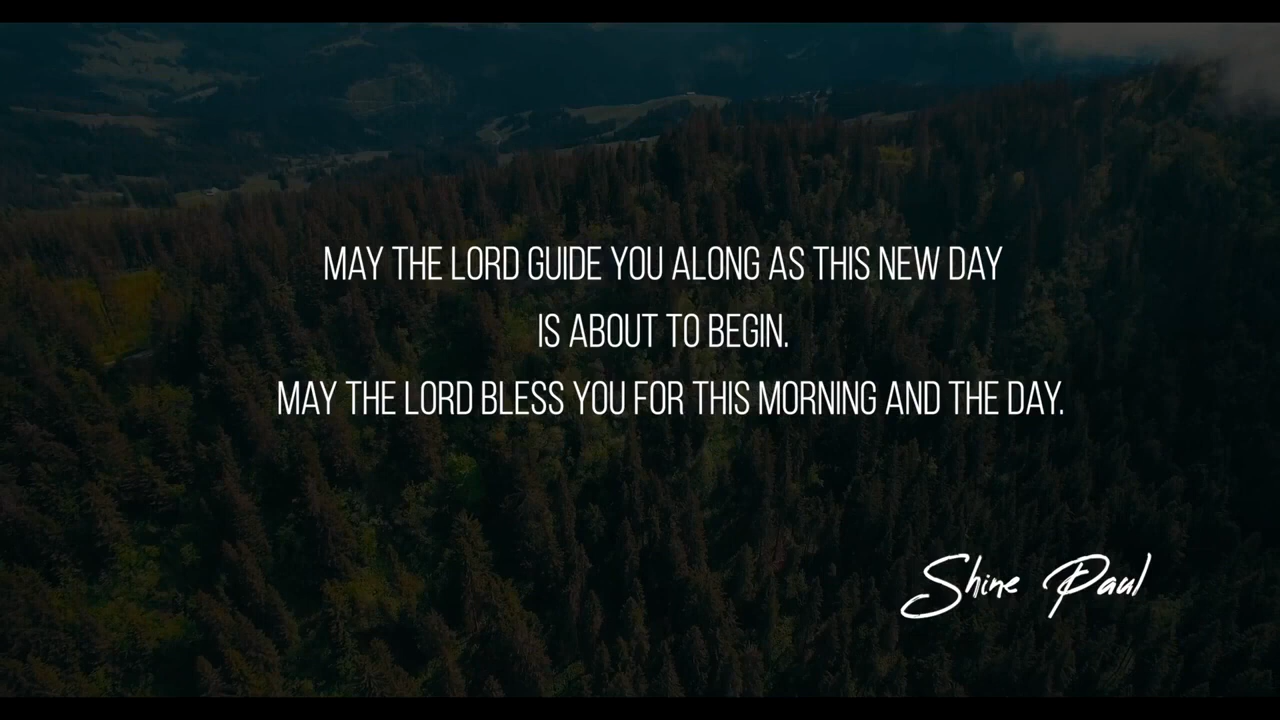 MAY THE LORD GUIDE YOU ALONG AS THIS NEW DAY
IS ABOUT TO BEGIN.
MAY THE LORD BLESS YOU FOR THIS MORNING AND THE DAY.
Shine Paul